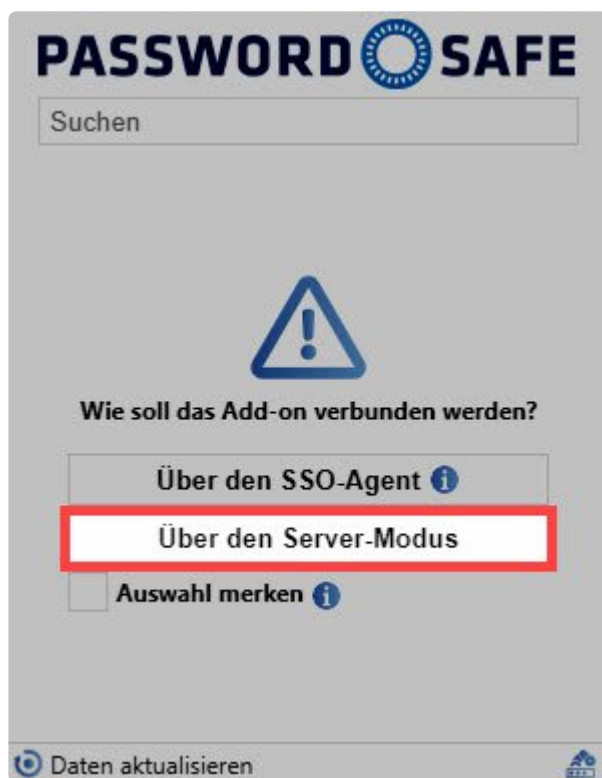 PASSWORD SAFE
Suchen
Wie soll das Add-on verbunden werden?
Über den SSO-Agent
Über den Server-Modus
Auswahl merken
Daten aktualisieren